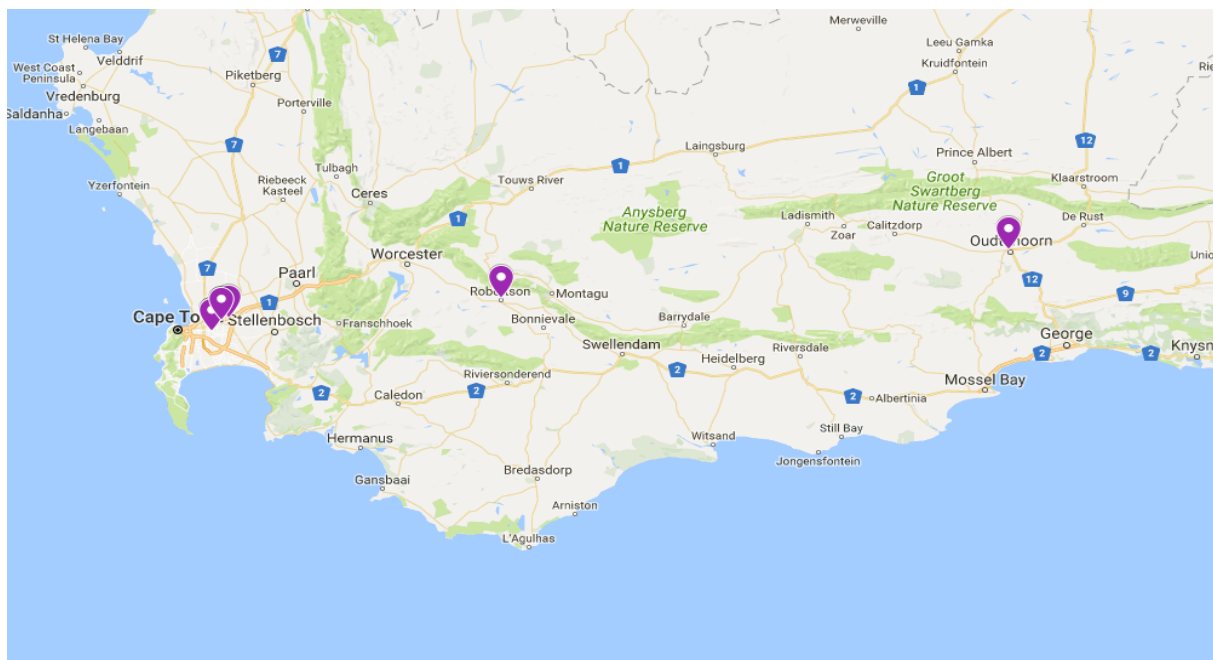 Merweville
St Helena Bay
Velddrif
Leeu Gamka
Kruidfontein
West Coast
Peninsula
Piketberg
Vredenburg
Saldanha
Porterville
Langebaan
7
7
1
12
Laingsburg
Prince Albert
Tulbagh
Riebeeck
Kasteel
Ceres
Touws River
1
Klaarstroom
Yzerfontein
Groot
Swartberg
Nature Reserve
Anysberg
Nature Reserve
Ladismith
Zoar
Calitzdorp
De Rust
1
Worcester
7
Paarl
1
Montagu
12
9
Cape To
Stellenbosch
Franschhoek
Bonnievale
Barrydale
Swellendam
Heidelberg
Riversdale
George
2
2
Knysn
Riviersonderend
2
2
Caledon
2
Mossel Bay
2
Albertinia
Hermanus
Witsand
Still Bay
Jongensfontein
Gansbaai
Bredasdorp
Arniston
L'Agulhas